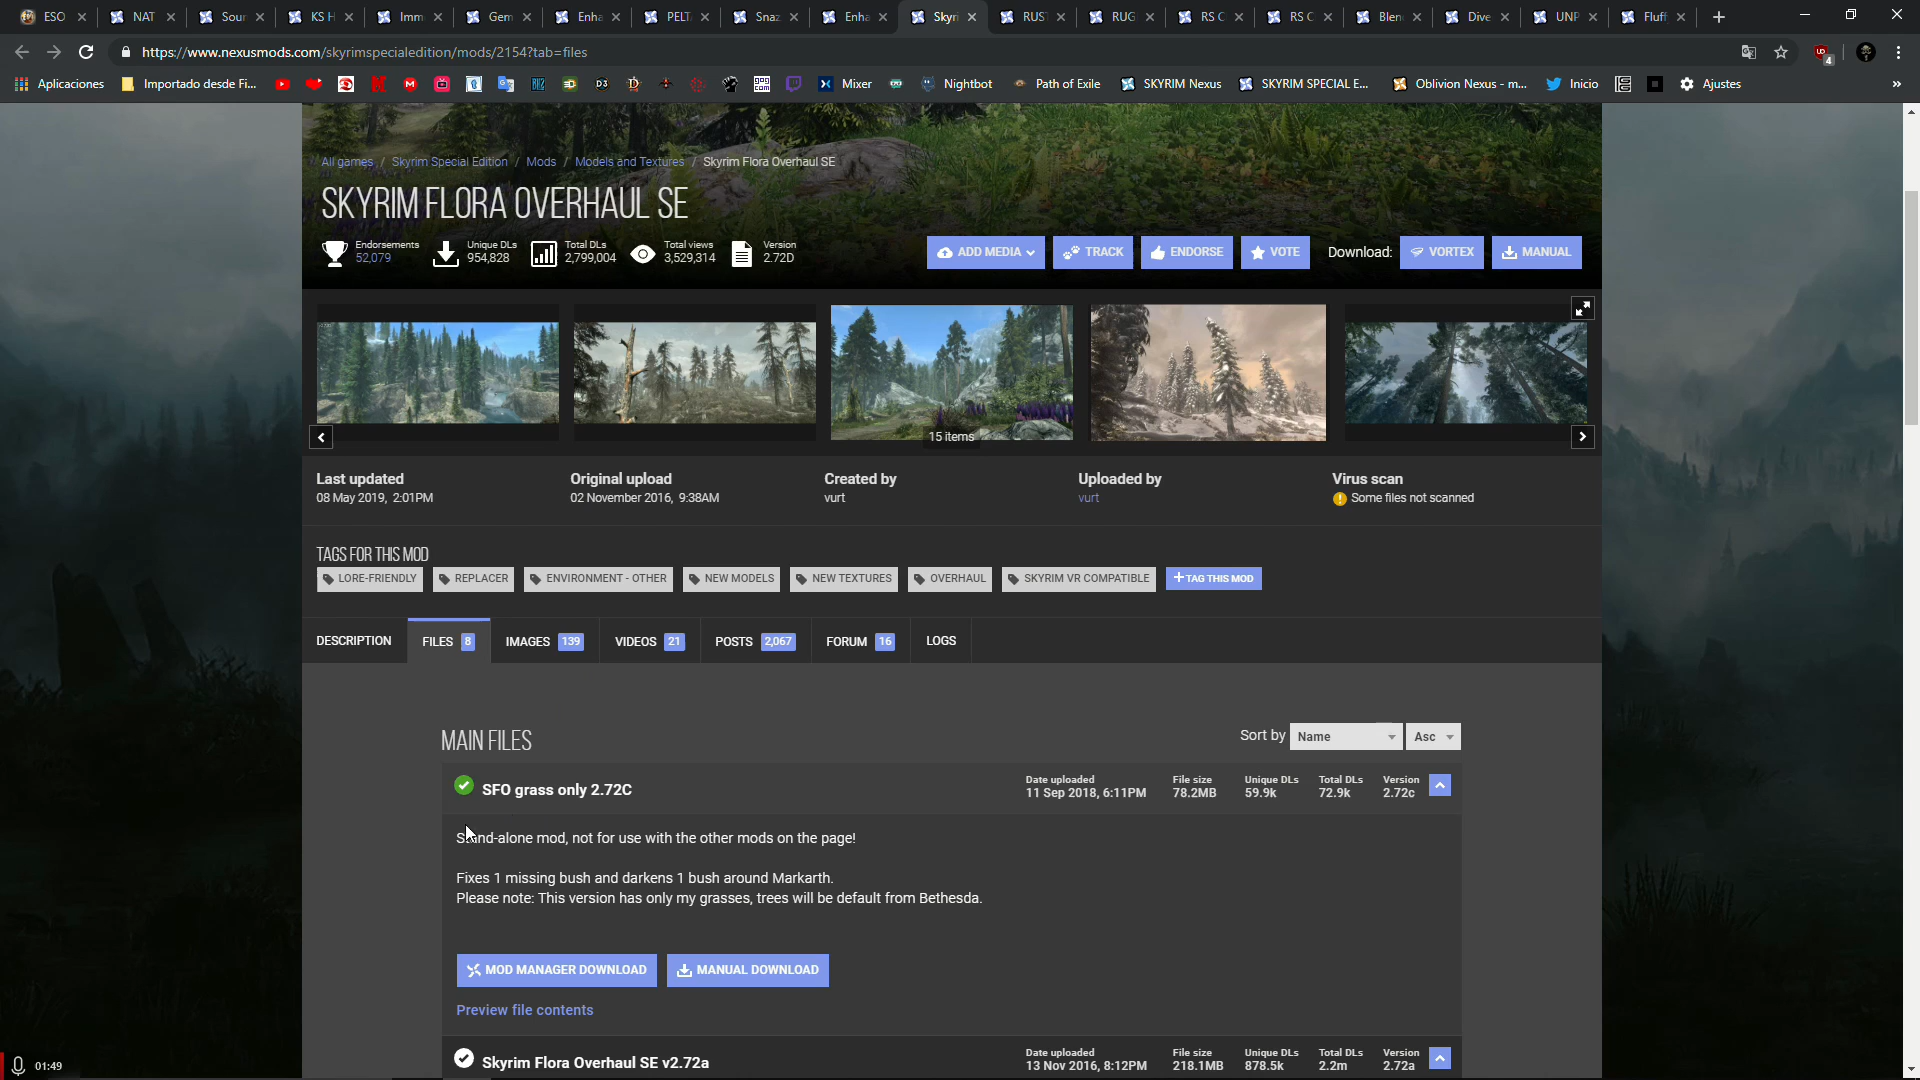 ESO
NAT
Sour
KS H
Imm
Gem
Enha
PELT
Snaz
Enha
Skyri
RUS
RUG
RS C
RS C
Blen
Dive
UNP
Fluff
https://www.nexusmods.com/skyrimspecialedition/mods/2154?tab=files
4
Aplicaciones
Importado desde Fi...
Mixer
Nightbot
Path of Exile
SKYRIM Nexus
SKYRIM SPECIAL E...
Oblivion Nexus - m...
Inicio
Ajustes
»
All games / Skyrim Special Edition / Mods / Models and Textures / Skyrim Flora Overhaul SE
SKYRIM FLORA OVERHAUL SE
Endorsements
52,079
Unique DLs
954,828
Total DLs
2,799,004
Total views
3,529,314
Version
2.72D
ADD MEDIA
TRACK
ENDORSE
VOTE
Download:
VORTEX
MANUAL
15 items
Last updated
08 May 2019, 2:01PM
Original upload
02 November 2016, 9:38AM
Created by
vurt
Uploaded by
vurt
Virus scan
Some files not scanned
TAGS FOR THIS MOD
LORE-FRIENDLY
REPLACER
ENVIRONMENT - OTHER
NEW MODELS
NEW TEXTURES
OVERHAUL
SKYRIM VR COMPATIBLE
+ TAG THIS MOD
DESCRIPTION
FILES 8
IMAGES 139
VIDEOS 21
POSTS 2,067
FORUM 16
LOGS
MAIN FILES
Sort by
Name
Asc
SFO grass only 2.72C
Date uploaded
11 Sep 2018, 6:11PM
File size
78.2MB
Unique DLs
59.9k
Total DLs
72.9k
Version
2.72c
Stand-alone mod, not for use with the other mods on the page!
Fixes 1 missing bush and darkens 1 bush around Markarth.
Please note: This version has only my grasses, trees will be default from Bethesda.
MOD MANAGER DOWNLOAD
MANUAL DOWNLOAD
Preview file contents
Skyrim Flora Overhaul SE v2.72a
Date uploaded
13 Nov 2016, 8:12PM
File size
218.1MB
Unique DLs
878.5k
Total DLs
2.2m
Version
2.72a
01:49